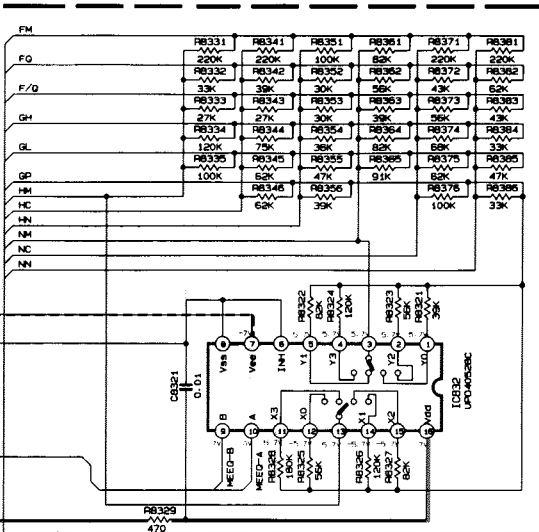 FM
R8331 R8341 R8351 R8361 R8371 R8381
220K 220K 100K 82K 220K 220K
FQ
R8332 R8342 R8352 R8362 R8372 R8382
33K 39K 30K 56K 43K 62K
F/Q
R8333 R8343 R8353 R8363 R8373 R8383
27K 27K 30K 39K 56K 43K
GH
R8334 R8344 R8354 R8364 R8374 R8384
120K 75K 36K 82K 68K 33K
GL
R8335 R8345 R8355 R8365 R8375 R8385
100K 62K 47K 91K 62K 47K
GP
R8346 R8356 R8376 R8386
62K 39K 100K 33K
HM
HC
HN
NM
NC
NN
R8322 82K
R8324 120K
R8323 56K
R8321 39K
8 7 6 5 4 3 2 1
Vss Vee INH Y1 Y3 Y2 Y0
C8321 0.01
IC832
UPD4052BC
B A X3 X0 X1 X2 Vdd
9 10 11 12 13 14 15 16
MEEQ-B
MEEQ-A
R8328 180K
R8325 56K
R8326 120K
R8327 82K
R8329
470